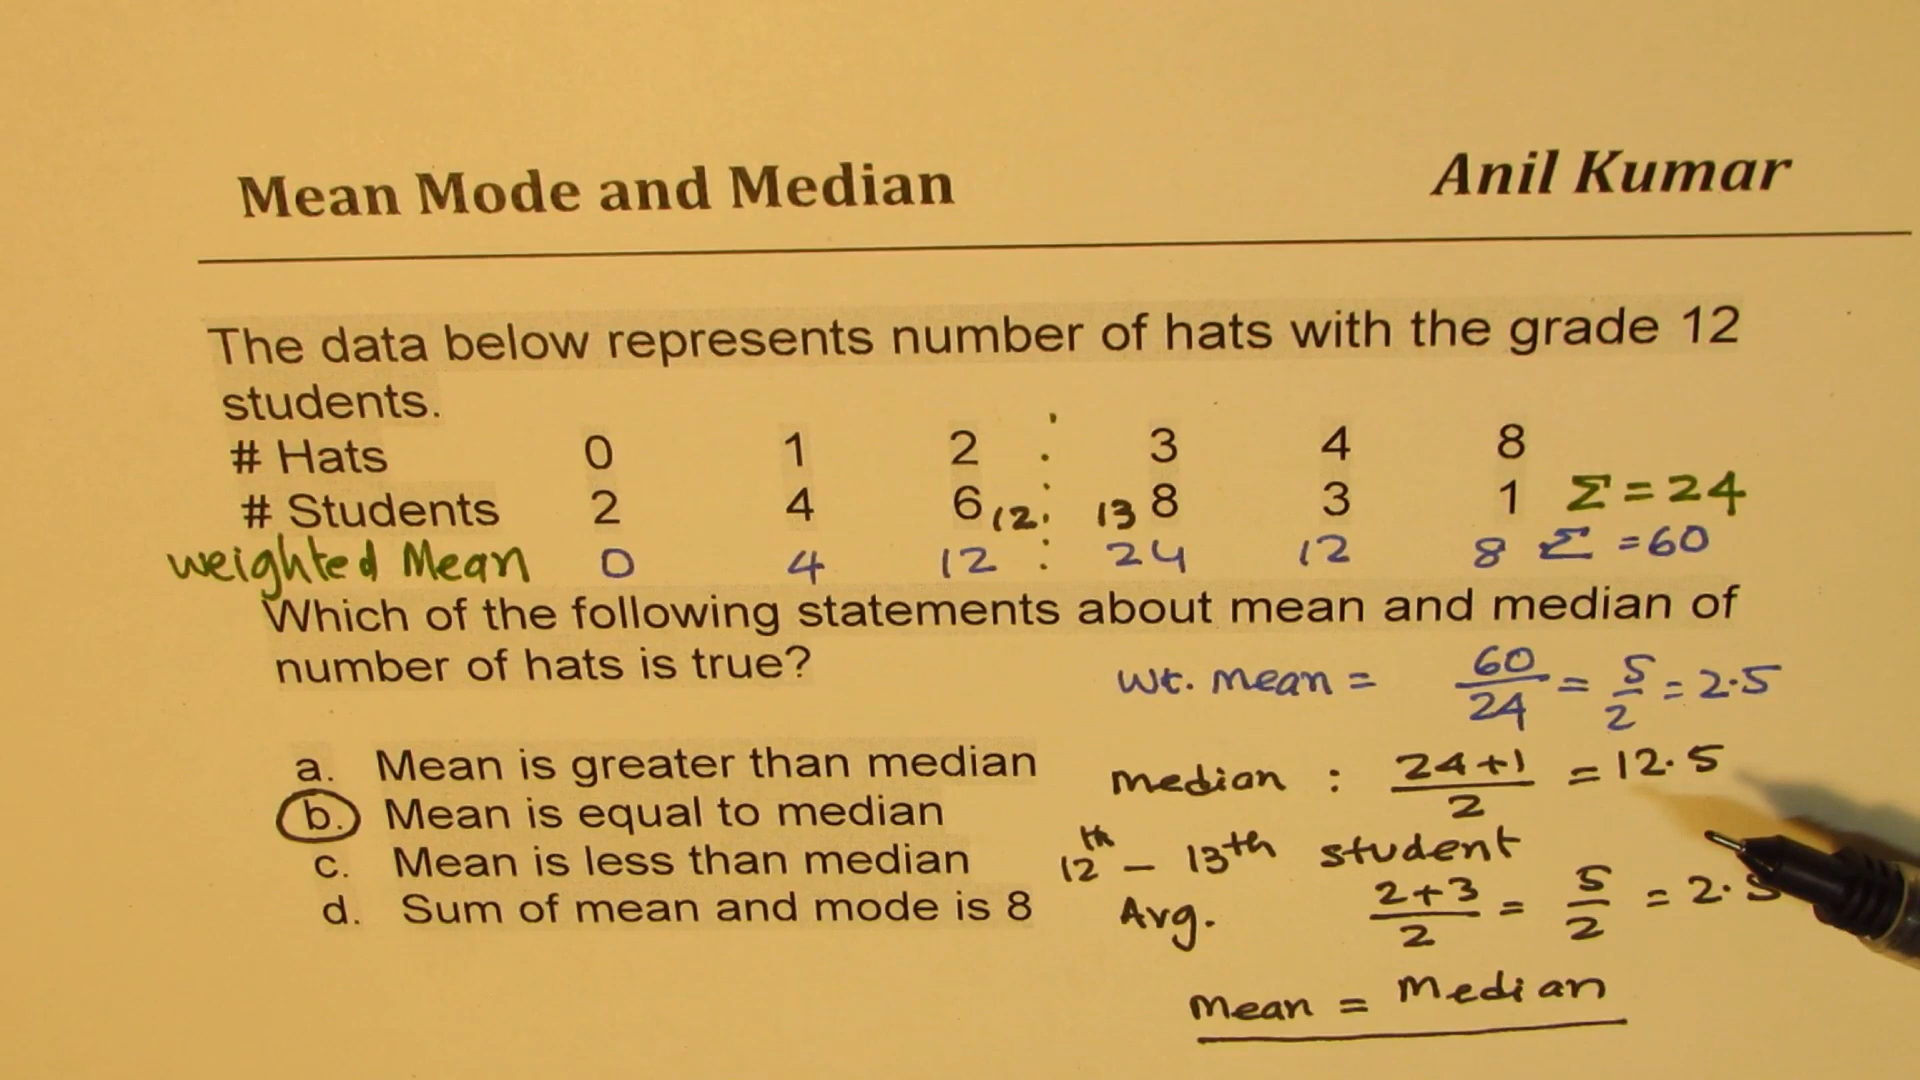 Mean Mode and Median Anil Kumar
The data below represents number of hats with the grade 12
students.
# Hats 0 1 2 3 4 8
# Students 2 4 6 12 13 8 3 1 Σ = 24
weighted Mean 0 4 12 24 12 8 Σ = 60
Which of the following statements about mean and median of
number of hats is true?
wt. mean = 60/24 = 5/2 = 2.5
a. Mean is greater than median
b. Mean is equal to median
c. Mean is less than median
d. Sum of mean and mode is 8
median : 24+1/2 = 12.5
12th - 13th student
Avg. 2+3/2 = 5/2 = 2.5
mean = median